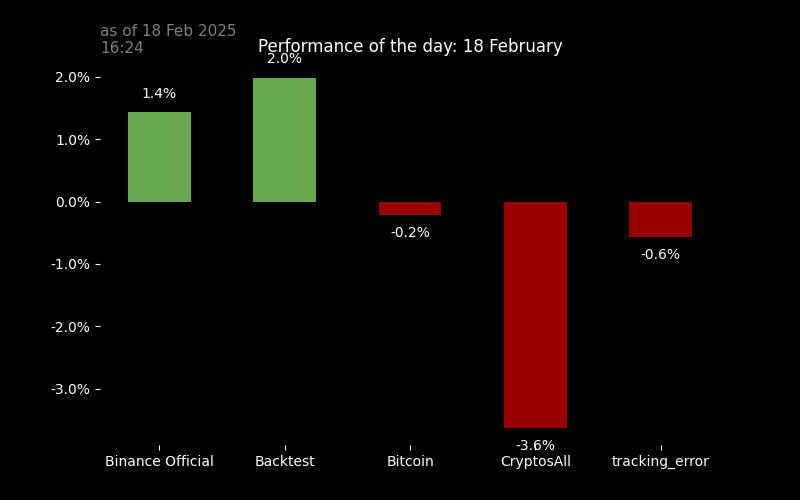 as of 18 Feb 2025
16:24
Performance of the day: 18 February
2.0%
2.0%
1.4%
1.0%
0.0%
-0.2%
-0.6%
-1.0%
-2.0%
-3.0%
-3.6%
Binance Official
Backtest
Bitcoin
CryptosAll
tracking_error